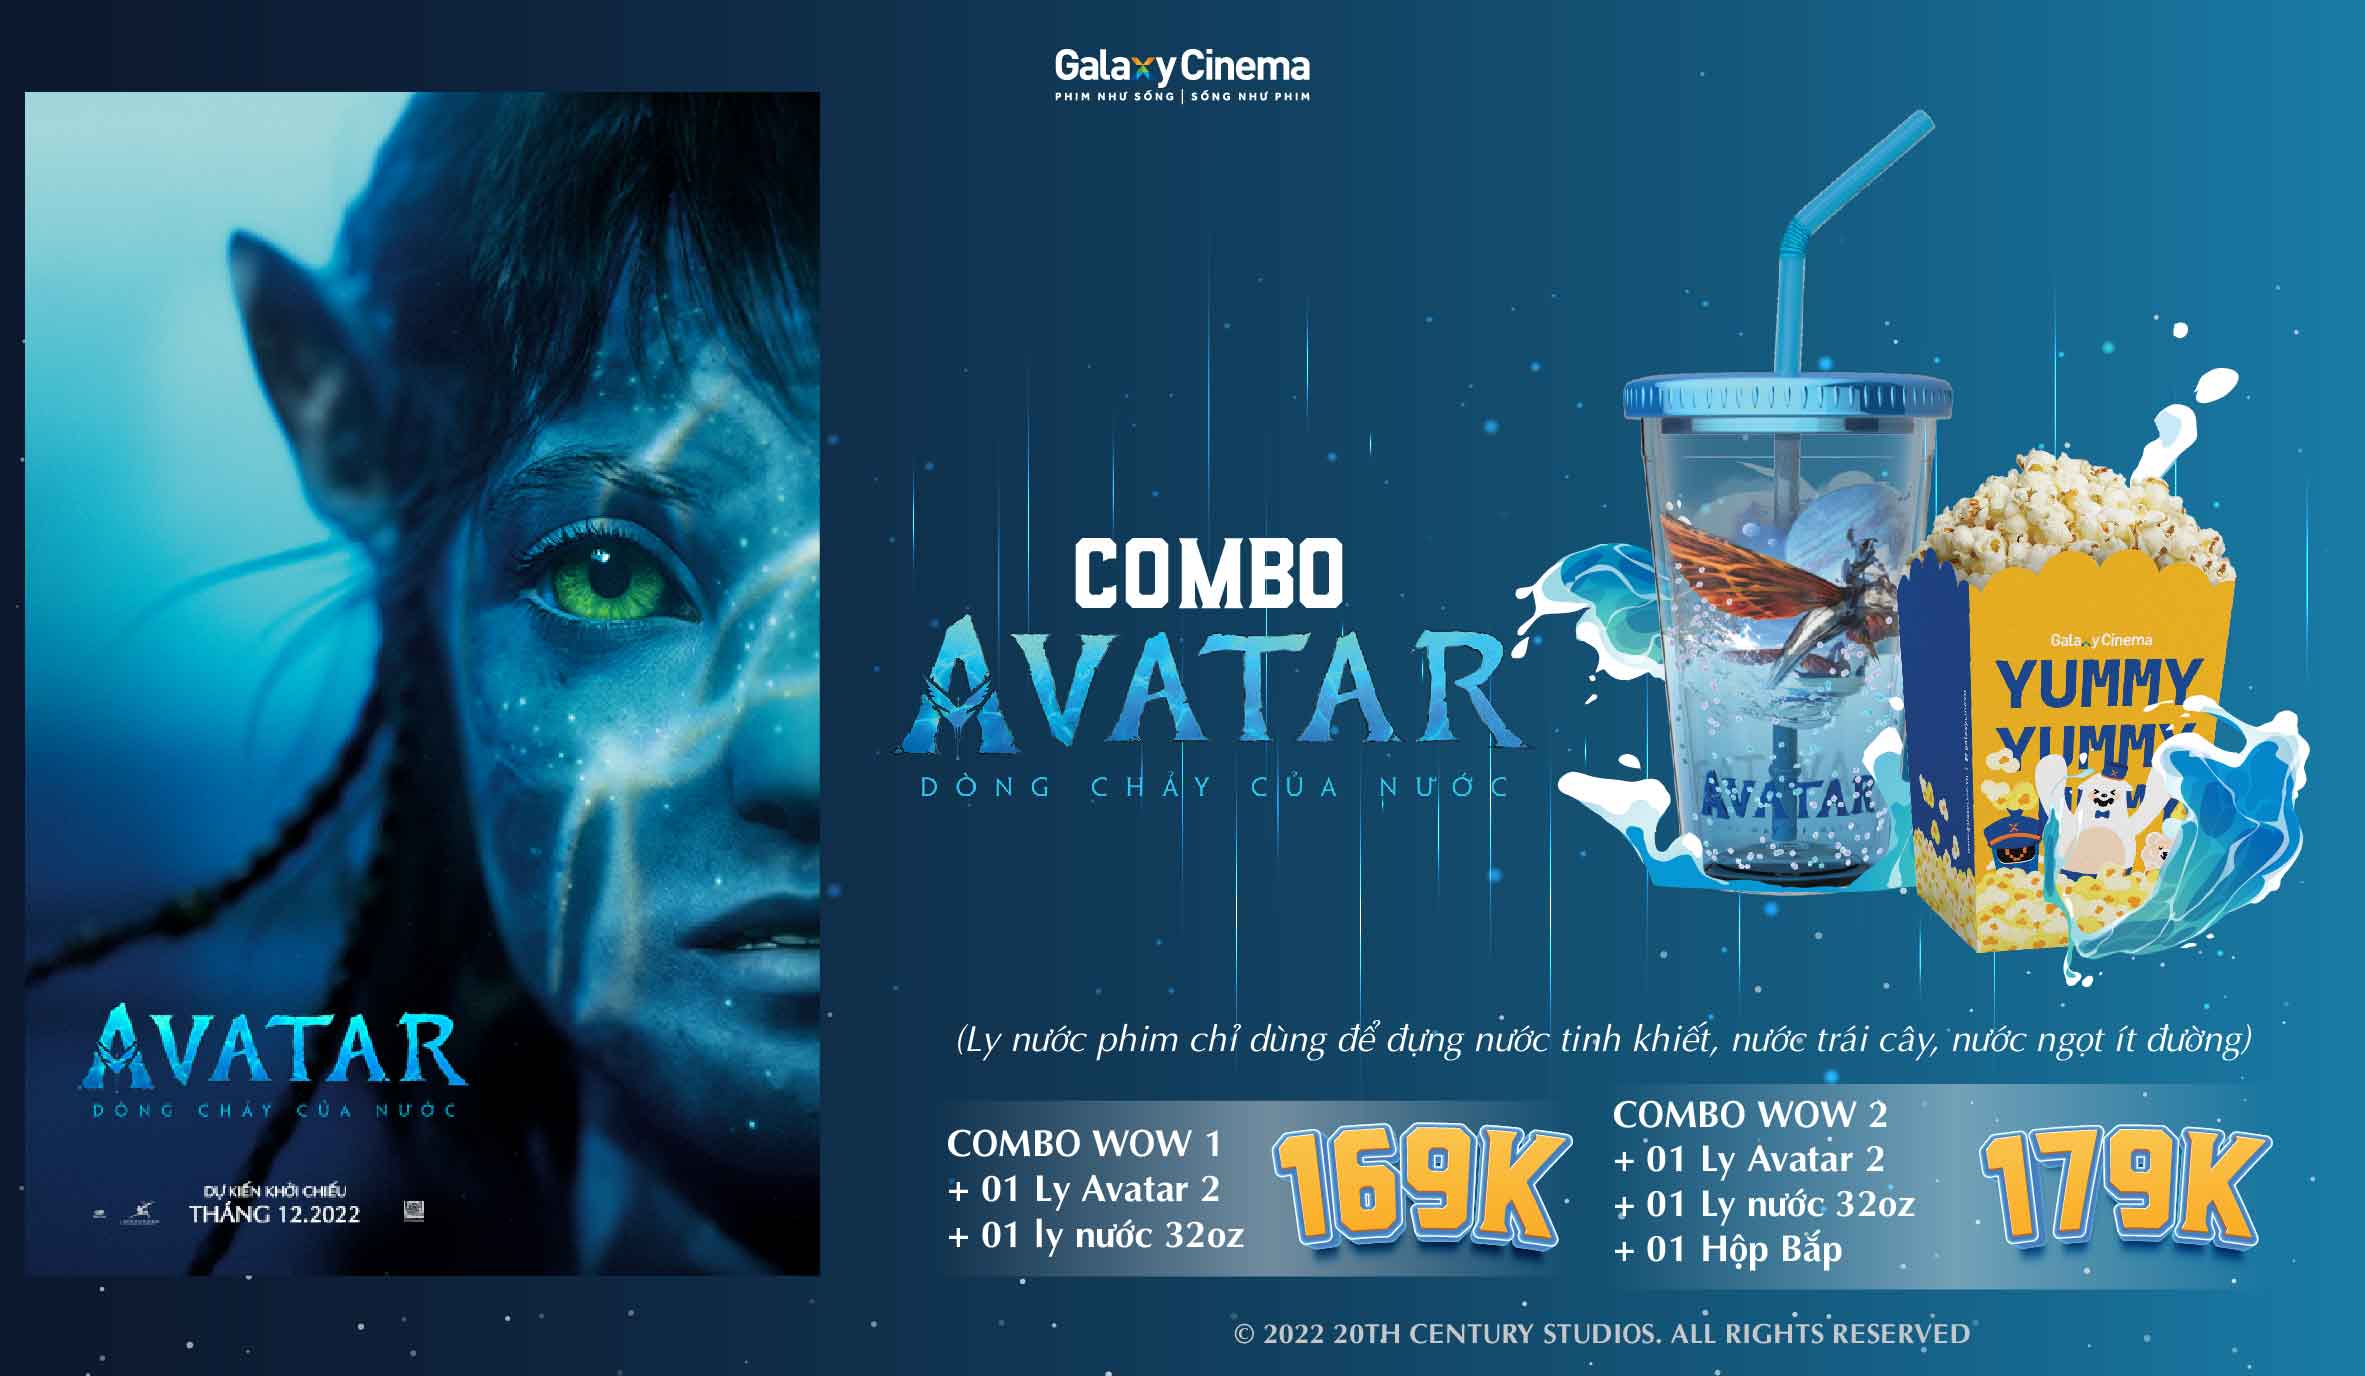 Galaxy Cinema
PHIM NHƯ SỐNG | SỐNG NHƯ PHIM
AVATAR
DÒNG CHẢY CỦA NƯỚC
DỰ KIẾN KHỞI CHIẾU
THÁNG 12.2022
COMBO
AVATAR
DÒNG CHẢY CỦA NƯỚC
AVATAR
Galaxy Cinema
YUMMY
YUMMY
(Ly nước phim chỉ dùng để đựng nước tinh khiết, nước trái cây, nước ngọt ít đường)
COMBO WOW 1
+ 01 Ly Avatar 2
+ 01 ly nước 32oz
169K
COMBO WOW 2
+ 01 Ly Avatar 2
+ 01 Ly nước 32oz
+ 01 Hộp Bắp
179K
© 2022 20TH CENTURY STUDIOS. ALL RIGHTS RESERVED